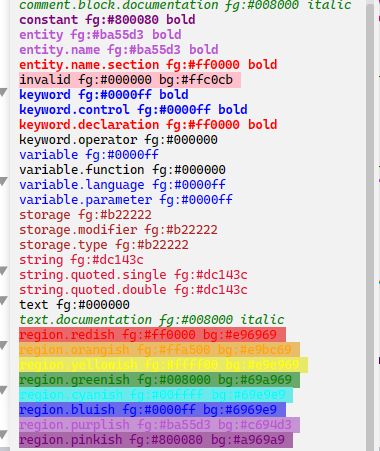 comment.block.documentation fg:#008000 italic
constant fg:#800080 bold
entity fg:#ba55d3 bold
entity.name fg:#ba55d3 bold
entity.name.section fg:#ff0000 bold
invalid fg:#000000 bg:#ffc0cb
keyword fg:#0000ff bold
keyword.control fg:#0000ff bold
keyword.declaration fg:#ff0000 bold
keyword.operator fg:#000000
variable fg:#0000ff
variable.function fg:#000000
variable.language fg:#0000ff
variable.parameter fg:#0000ff
storage fg:#b22222
storage.modifier fg:#b22222
storage.type fg:#b22222
string fg:#dc143c
string.quoted.single fg:#dc143c
string.quoted.double fg:#dc143c
text fg:#000000
text.documentation fg:#008000 italic
region.redish fg:#ff0000 bg:#e96969
region.orangish fg:#ffa500 bg:#e9bc69
region.yellowish fg:#ffff00 bg:#e9e969
region.greenish fg:#008000 bg:#69a969
region.cyanish fg:#00ffff bg:#69e9e9
region.bluish fg:#0000ff bg:#6969e9
region.purplish fg:#ba55d3 bg:#c694d3
region.pinkish fg:#800080 bg:#a969a9